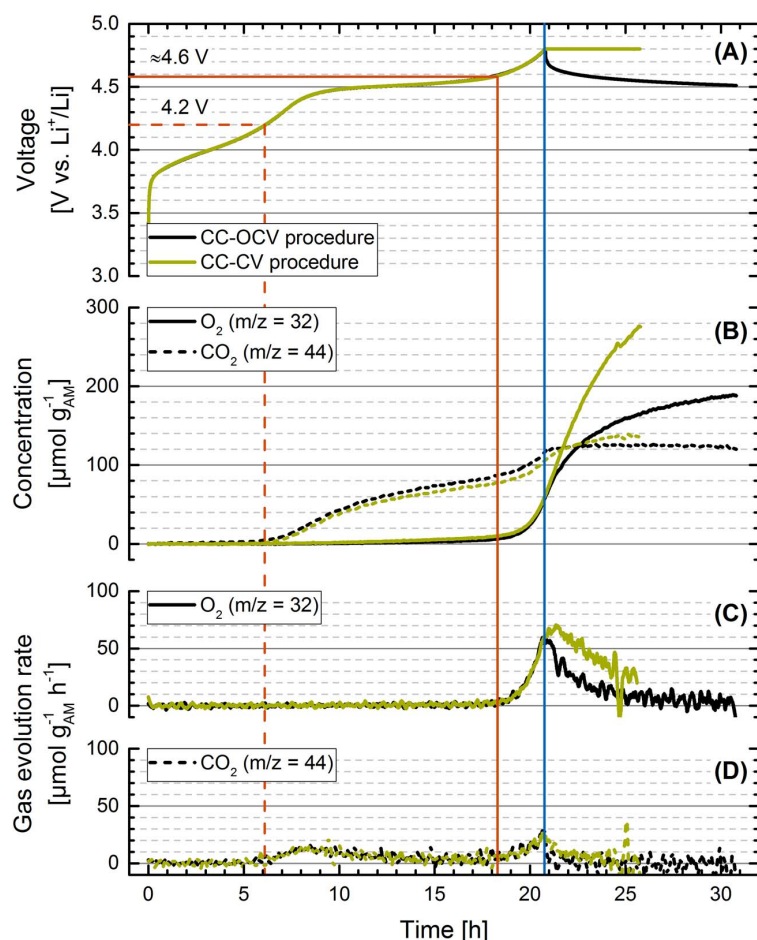 (A)
≈4.6 V
4.2 V
5.0
4.5
4.0
3.5
3.0
Voltage
[V vs. Li⁺/Li]
CC-OCV procedure
CC-CV procedure
(B)
O₂ (m/z = 32)
CO₂ (m/z = 44)
300
200
100
0
Concentration
[µmol g⁻¹AM]
(C)
O₂ (m/z = 32)
100
50
0
Gas evolution rate
[µmol g⁻¹AM h⁻¹]
(D)
CO₂ (m/z = 44)
100
50
0
0 5 10 15 20 25 30
Time [h]